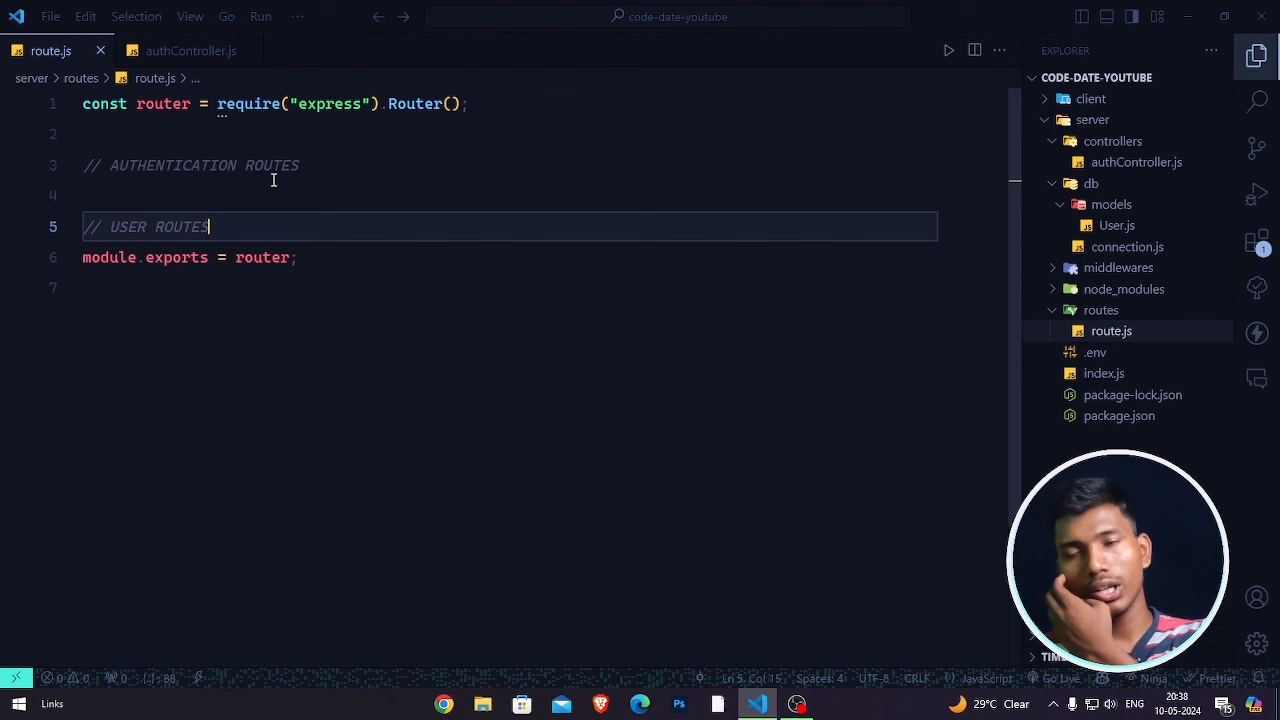 File Edit Selection View Go Run ··· code-date-youtube
route.js authController.js
server > routes > route.js > ...
1 const router = require("express").Router();
2
3 // AUTHENTICATION ROUTES
4
5 // USER ROUTES
6 module.exports = router;
7
EXPLORER
CODE-DATE-YOUTUBE
client
server
controllers
authController.js
db
models
User.js
connection.js
middlewares
node_modules
routes
route.js
.env
index.js
package-lock.json
package.json
1
0 0 0 {..}: 88 Ln 5, Col 15 Spaces: 4 UTF-8 CRLF {} JavaScript Go Live Ninja Prettier
Links 29°C Clear ENG 20:38
10-05-2024